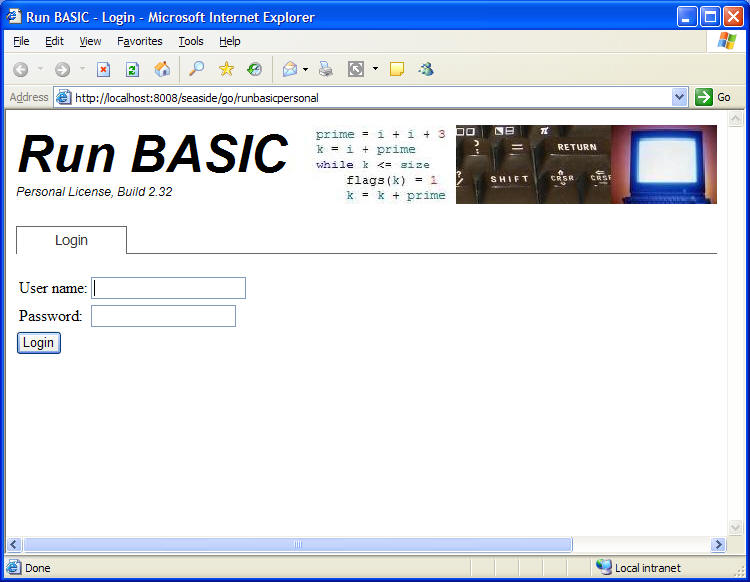 Run BASIC - Login - Microsoft Internet Explorer
File Edit View Favorites Tools Help
Address http://localhost:8008/seaside/go/runbasicpersonal Go
Run BASIC
Personal License, Build 2.32
prime = i + i + 3
k = i + prime
while k <= size
flags(k) = 1
k = k + prime
= RETURN
SHIFT CRSR CRS
Login
User name:
Password:
Login
Done Local intranet